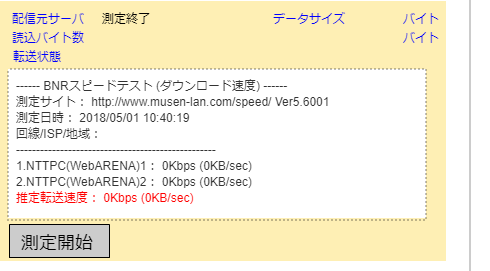 配信元サーバ 測定終了 データサイズ バイト
読込バイト数 バイト
転送状態
------ BNRスピードテスト (ダウンロード速度) ------
測定サイト： http://www.musen-lan.com/speed/ Ver5.6001
測定日時： 2018/05/01 10:40:19
回線/ISP/地域：
--------------------------------------------------
1.NTTPC(WebARENA)1： 0Kbps (0KB/sec)
2.NTTPC(WebARENA)2： 0Kbps (0KB/sec)
推定転送速度： 0Kbps (0KB/sec)
測定開始